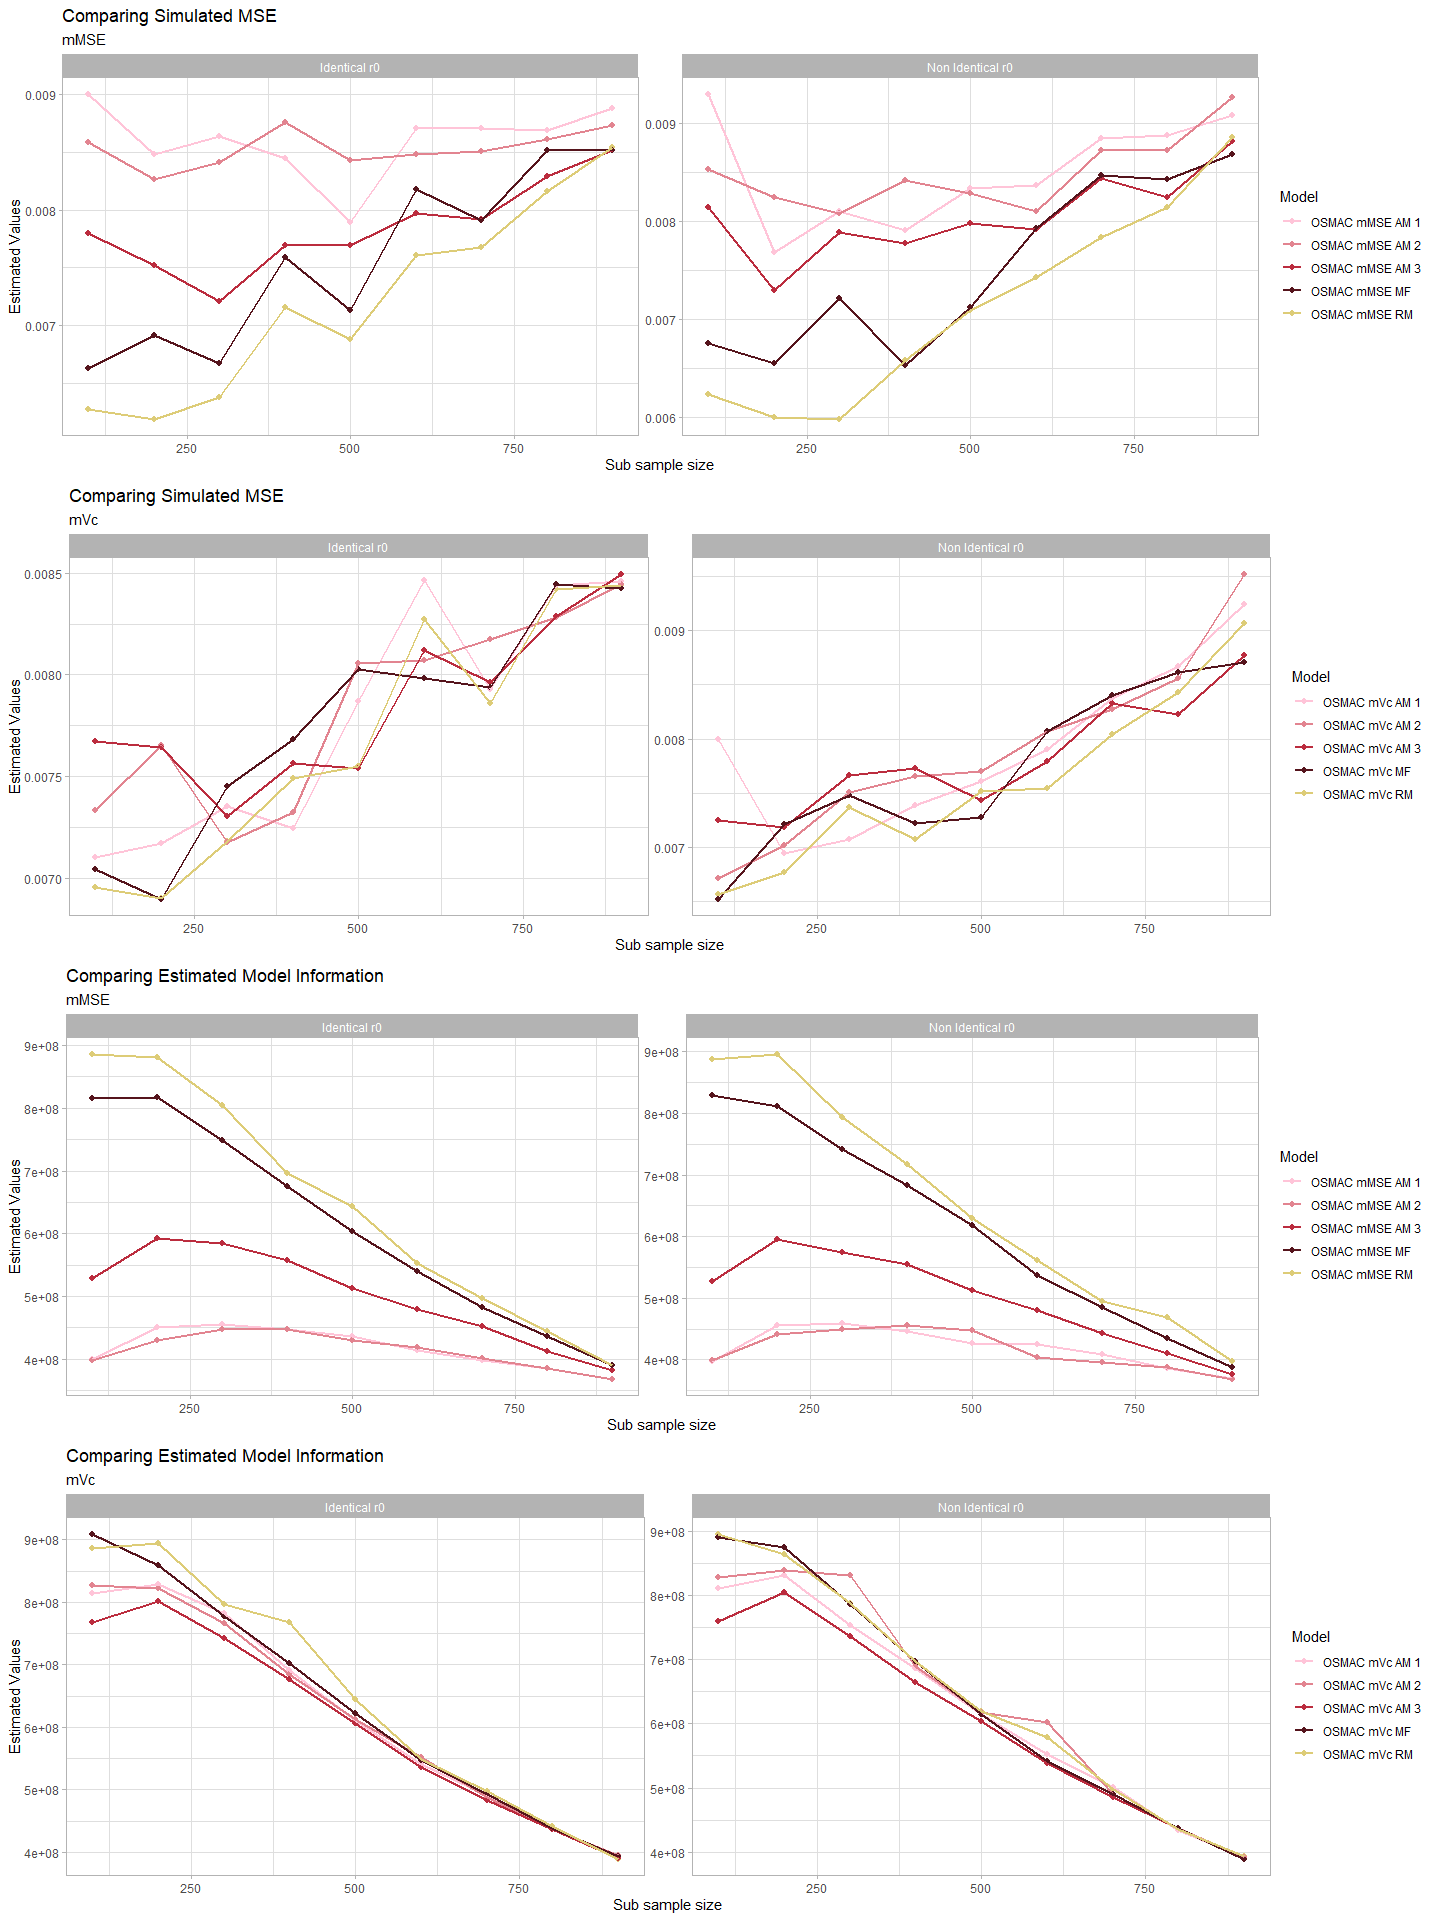 Comparing Simulated MSE
mMSE
Identical r0
Non Identical r0
Estimated Values
0.009
0.008
0.007
0.009
0.008
0.007
0.006
250 500 750
250 500 750
Sub sample size
Model
OSMAC mMSE AM 1
OSMAC mMSE AM 2
OSMAC mMSE AM 3
OSMAC mMSE MF
OSMAC mMSE RM
Comparing Simulated MSE
mVc
Identical r0
Non Identical r0
Estimated Values
0.0085
0.0080
0.0075
0.0070
0.009
0.008
0.007
250 500 750
250 500 750
Sub sample size
Model
OSMAC mVc AM 1
OSMAC mVc AM 2
OSMAC mVc AM 3
OSMAC mVc MF
OSMAC mVc RM
Comparing Estimated Model Information
mMSE
Identical r0
Non Identical r0
Estimated Values
9e+08
8e+08
7e+08
6e+08
5e+08
4e+08
9e+08
8e+08
7e+08
6e+08
5e+08
4e+08
250 500 750
250 500 750
Sub sample size
Model
OSMAC mMSE AM 1
OSMAC mMSE AM 2
OSMAC mMSE AM 3
OSMAC mMSE MF
OSMAC mMSE RM
Comparing Estimated Model Information
mVc
Identical r0
Non Identical r0
Estimated Values
9e+08
8e+08
7e+08
6e+08
5e+08
4e+08
9e+08
8e+08
7e+08
6e+08
5e+08
4e+08
250 500 750
250 500 750
Sub sample size
Model
OSMAC mVc AM 1
OSMAC mVc AM 2
OSMAC mVc AM 3
OSMAC mVc MF
OSMAC mVc RM